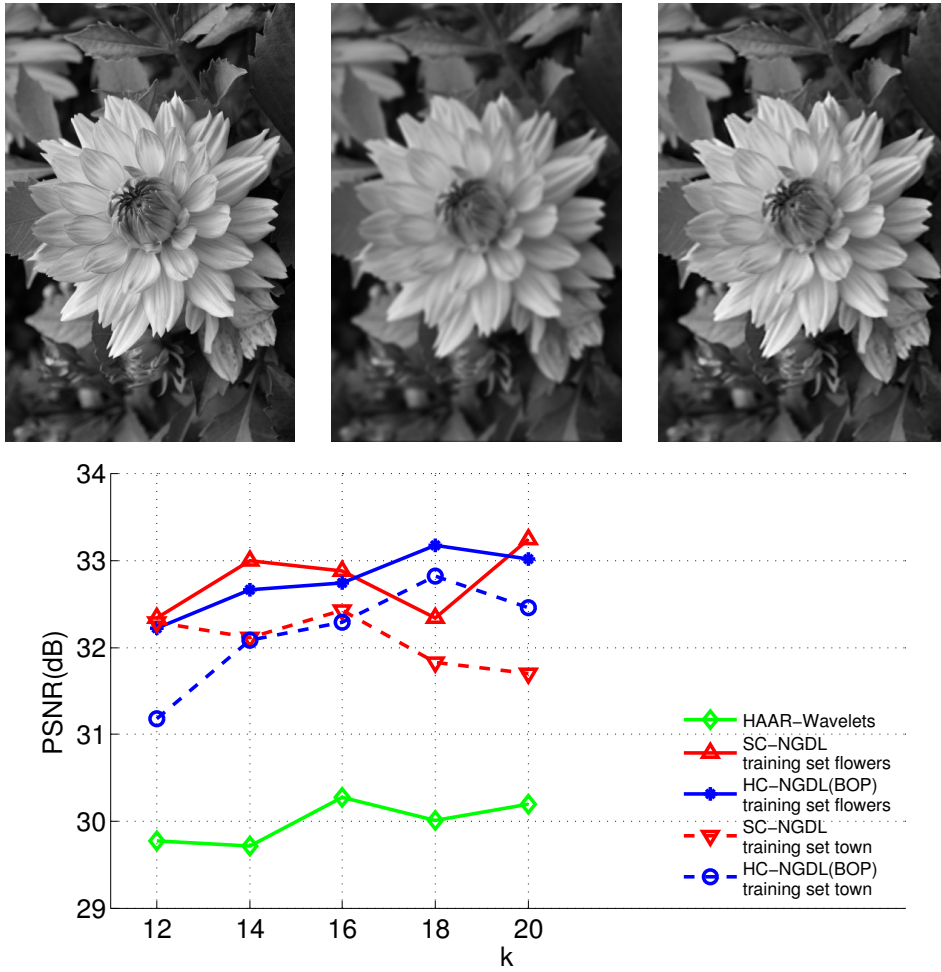 34
33
32
31
30
29
PSNR(dB)
12 14 16 18 20
k
HAAR−Wavelets
SC−NGDL
training set flowers
HC−NGDL(BOP)
training set flowers
SC−NGDL
training set town
HC−NGDL(BOP)
training set town